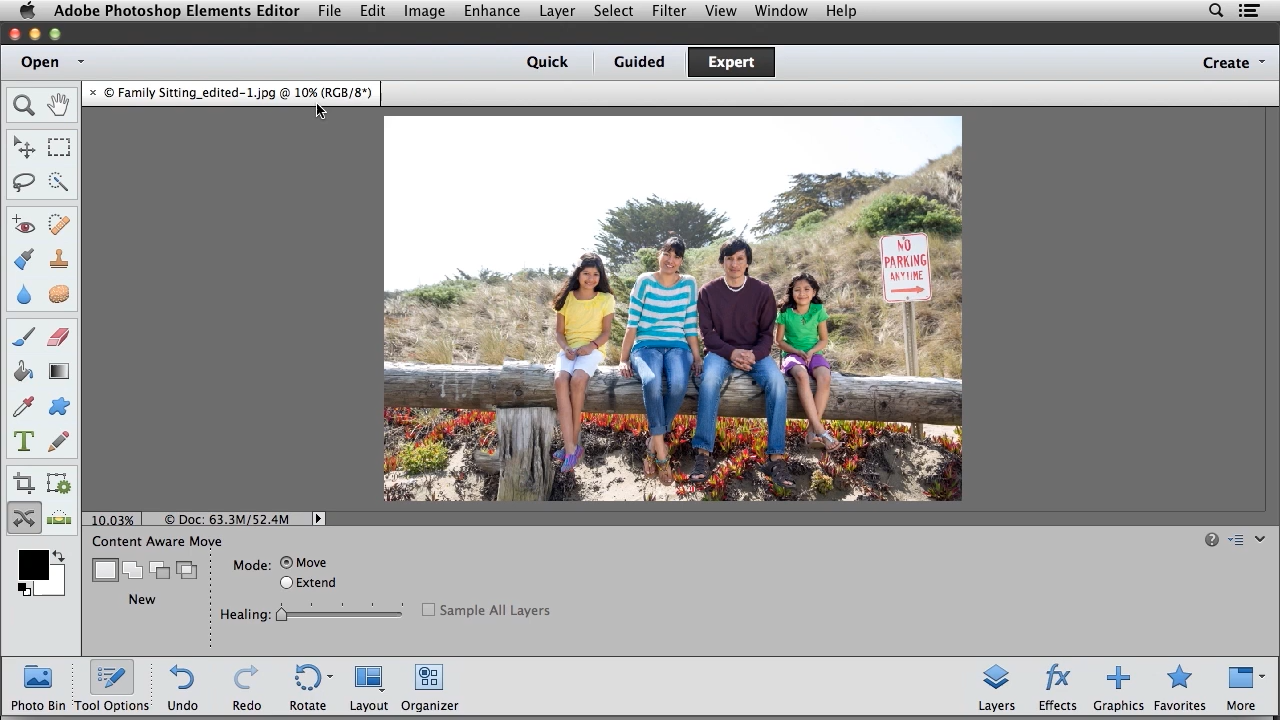 Adobe Photoshop Elements Editor File Edit Image Enhance Layer Select Filter View Window Help
Open Quick Guided Expert Create
× © Family Sitting_edited-1.jpg @ 10% (RGB/8*)
NO
PARKING
ANYTIME
10.03% © Doc: 63.3M/52.4M
Content Aware Move
Mode: Move
Extend
New
Healing: Sample All Layers
Photo Bin Tool Options Undo Redo Rotate Layout Organizer Layers Effects Graphics Favorites More